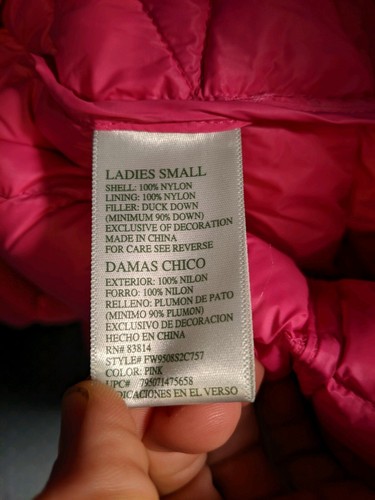 LADIES SMALL
SHELL: 100% NYLON
LINING: 100% NYLON
FILLER: DUCK DOWN
(MINIMUM 90% DOWN)
EXCLUSIVE OF DECORATION
MADE IN CHINA
FOR CARE SEE REVERSE
DAMAS CHICO
EXTERIOR: 100% NILON
FORRO: 100% NILON
RELLENO: PLUMON DE PATO
(MINIMO 90% PLUMON)
EXCLUSIVO DE DECORACION
HECHO EN CHINA
RN# 83814
STYLE# FW9508S2C757
COLOR: PINK
UPC# 795071475658
INDICACIONES EN EL VERSO